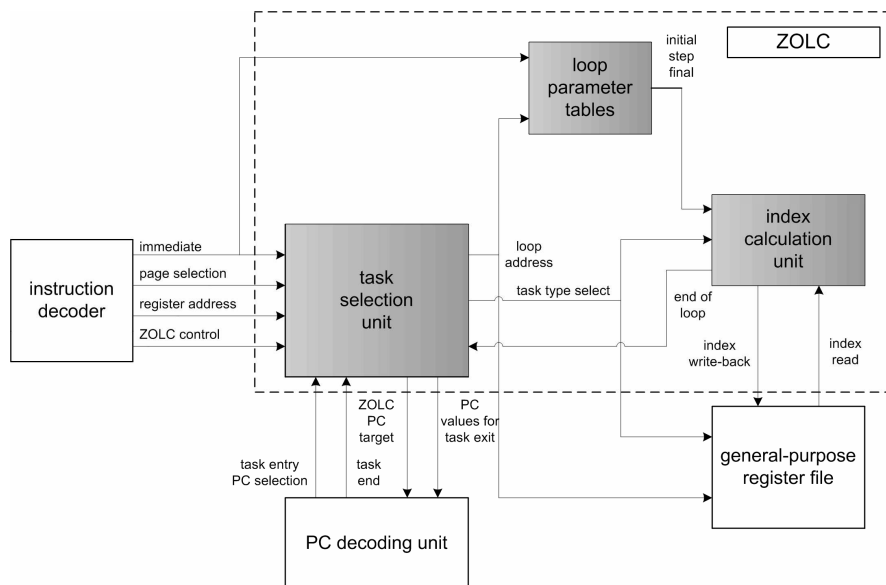 ZOLC
initial
step
final
loop
parameter
tables
immediate
page selection
register address
ZOLC control
instruction
decoder
task
selection
unit
loop
address
task type select
index
calculation
unit
end of
loop
index
write-back
index
read
ZOLC
PC
target
PC
values for
task exit
task entry
PC selection
task
end
general-purpose
register file
PC decoding unit